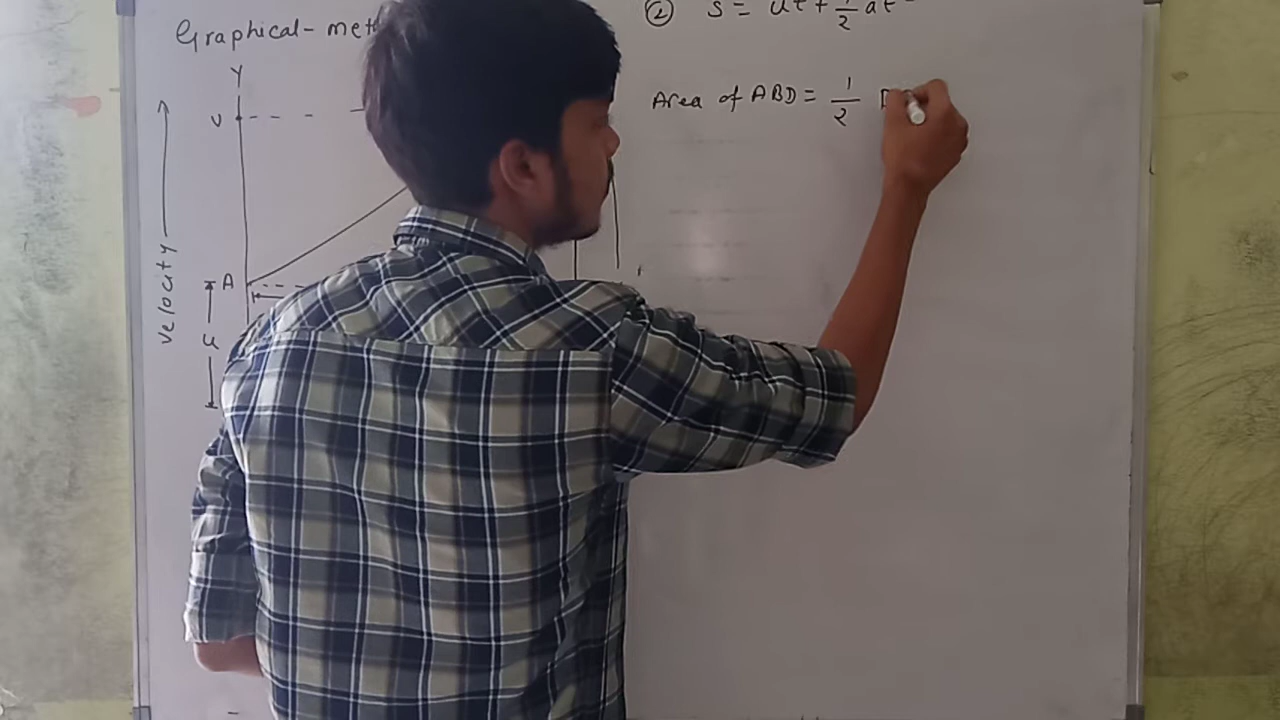 Graphical-met
② S = ut + 1/2 at
Area of ABD = 1/2
Y
V
A
u
velocity